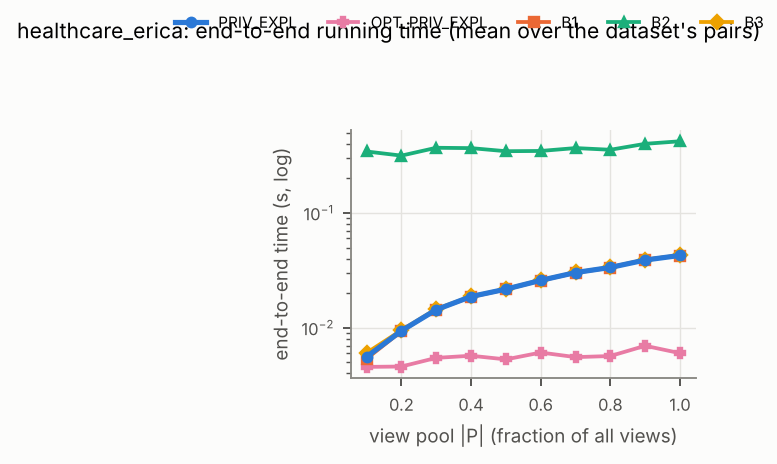 PRIV_EXPL OPT_PRIV_EXPL B1 B2 B3
healthcare_erica: end-to-end running time (mean over the dataset's pairs)
end-to-end time (s, log)
10⁻¹
10⁻²
0.2 0.4 0.6 0.8 1.0
view pool |P| (fraction of all views)